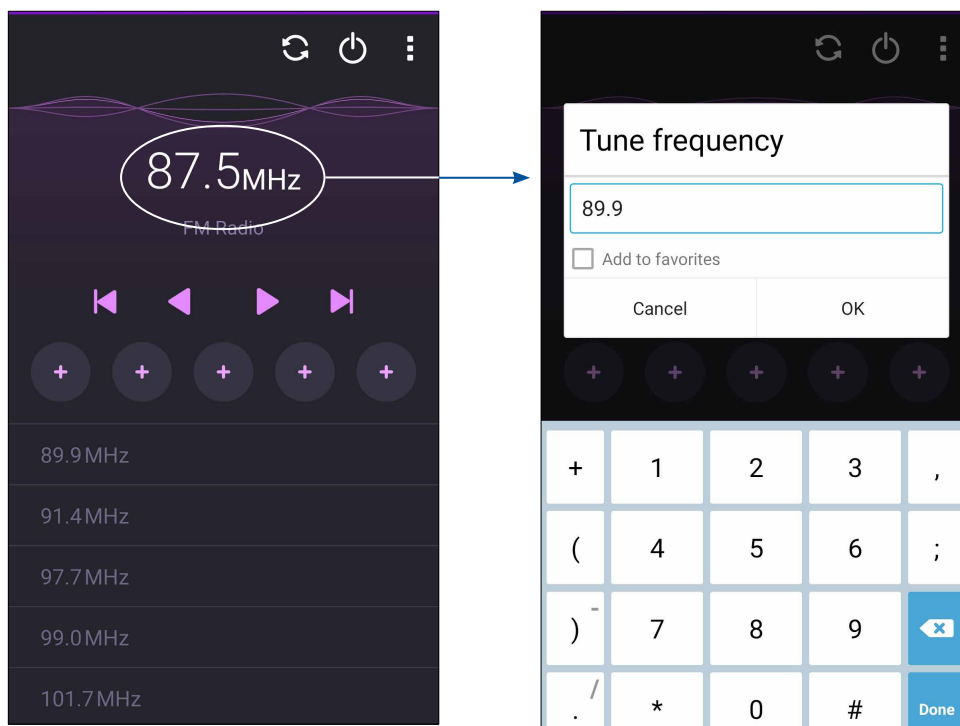 87.5MHz
FM Radio
+ + + + +
89.9MHz
91.4MHz
97.7MHz
99.0MHz
101.7MHz
Tune frequency
89.9
Add to favorites
Cancel OK
+ + + + +
+ 1 2 3 ,
( 4 5 6 ;
) - 7 8 9
. / * 0 # Done